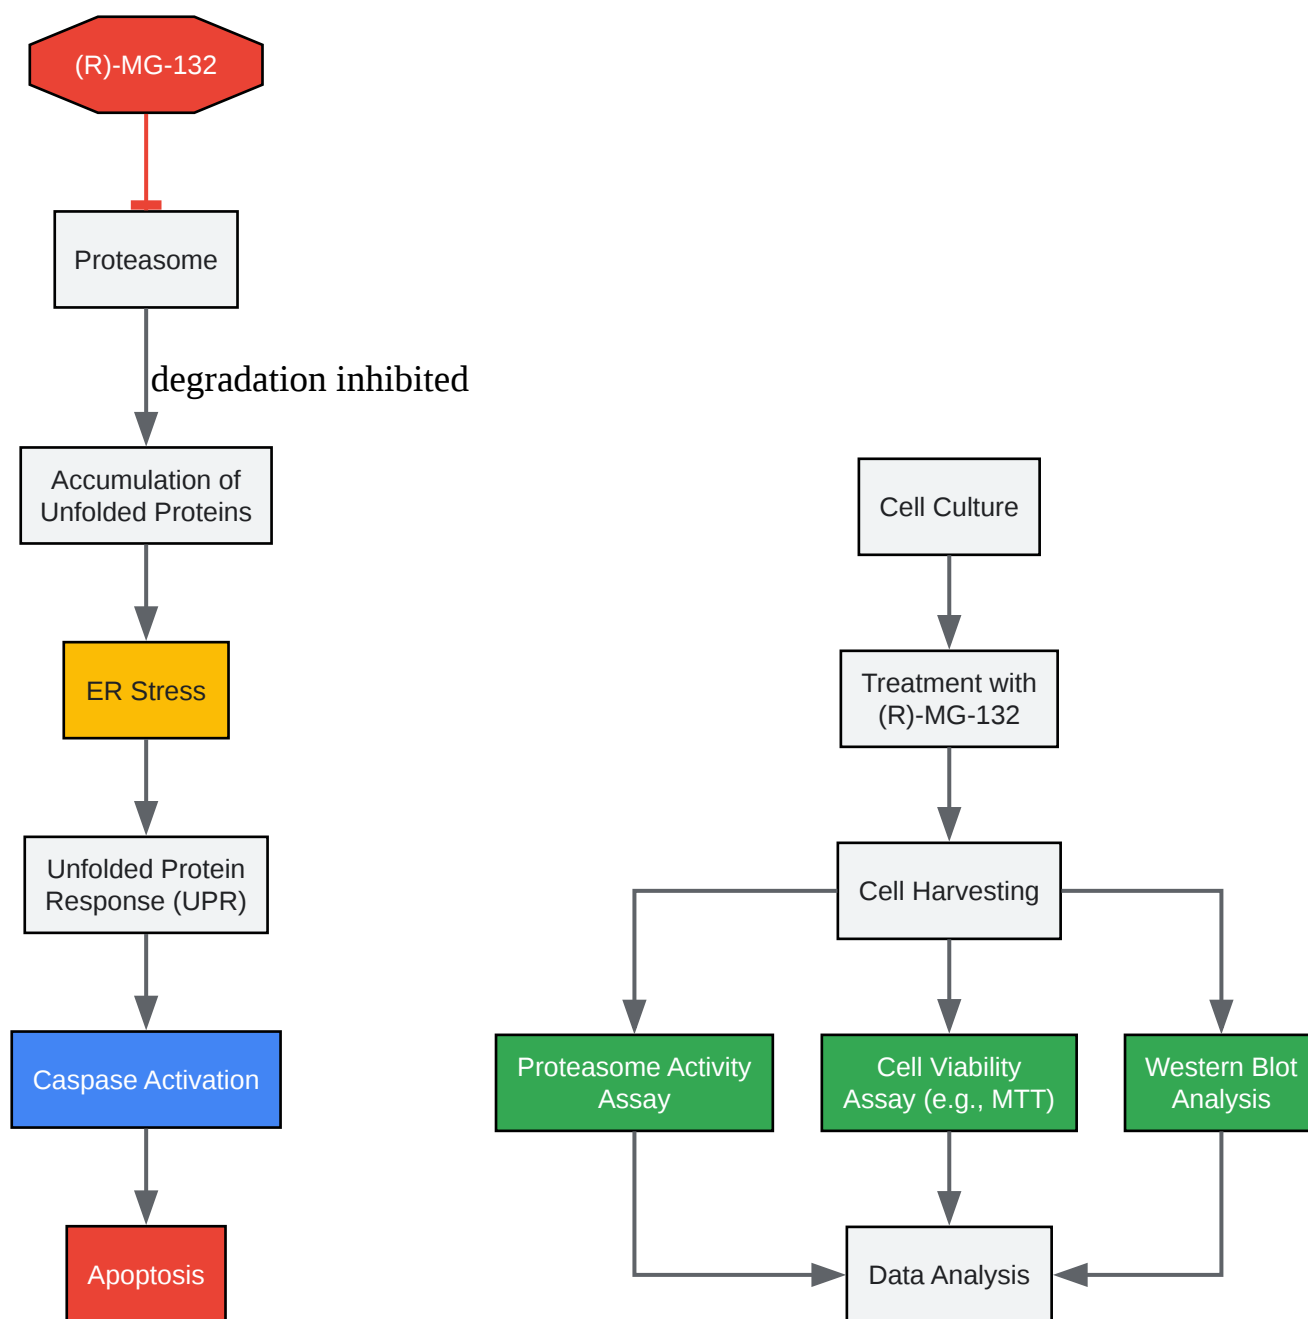 (R)-MG-132
Proteasome
degradation inhibited
Accumulation of
Unfolded Proteins
ER Stress
Unfolded Protein
Response (UPR)
Caspase Activation
Apoptosis
Cell Culture
Treatment with
(R)-MG-132
Cell Harvesting
Proteasome Activity
Assay
Cell Viability
Assay (e.g., MTT)
Western Blot
Analysis
Data Analysis